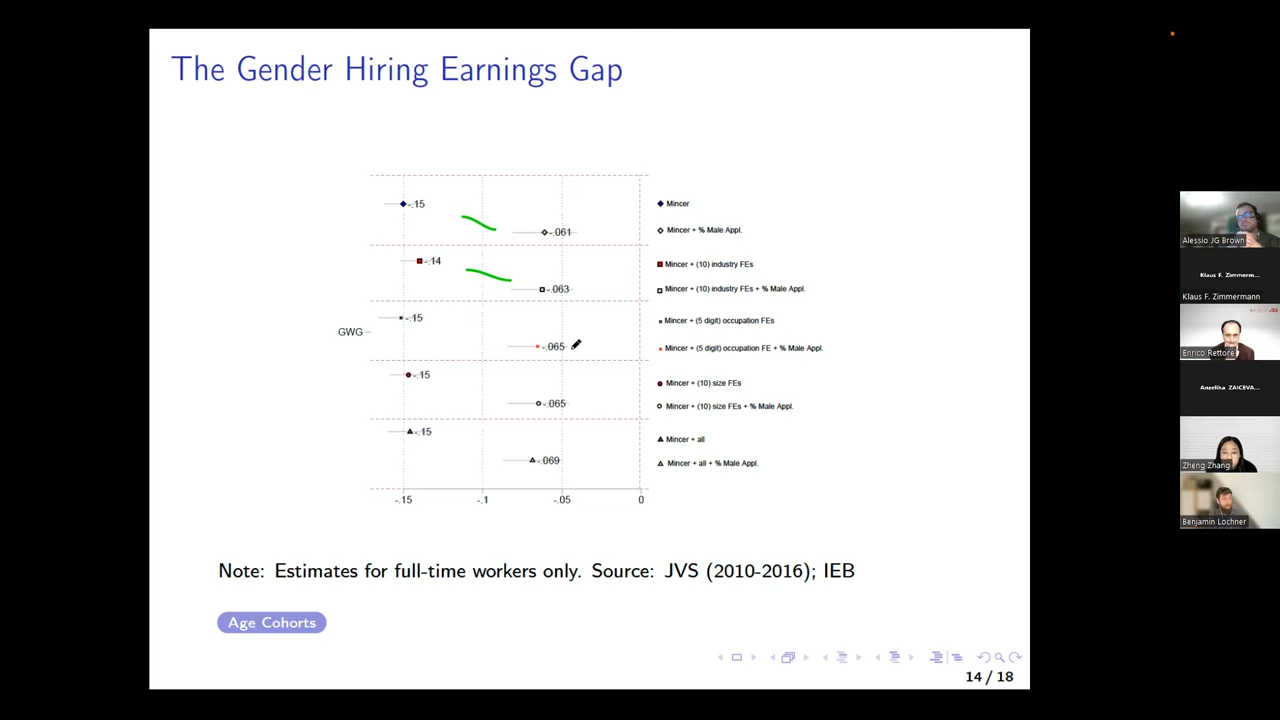 The Gender Hiring Earnings Gap
-.15
Mincer
-.061
Mincer + % Male Appl.
-.14
Mincer + (10) industry FEs
-.063
Mincer + (10) industry FEs + % Male Appl.
-.15
Mincer + (5 digit) occupation FEs
GWG
-.065
Mincer + (5 digit) occupation FE + % Male Appl.
-.15
Mincer + (10) size FEs
-.065
Mincer + (10) size FEs + % Male Appl.
-.15
Mincer + all
-.069
Mincer + all + % Male Appl.
-.15 -.1 -.05 0
Note: Estimates for full-time workers only. Source: JVS (2010-2016); IEB
Age Cohorts
14 / 18
Alessio JG Brown
Klaus F. Zimmerm...
Klaus F. Zimmermann
Enrico Rettore
Angelika ZAICEVA...
Zheng Zhang
Benjamin Lochner